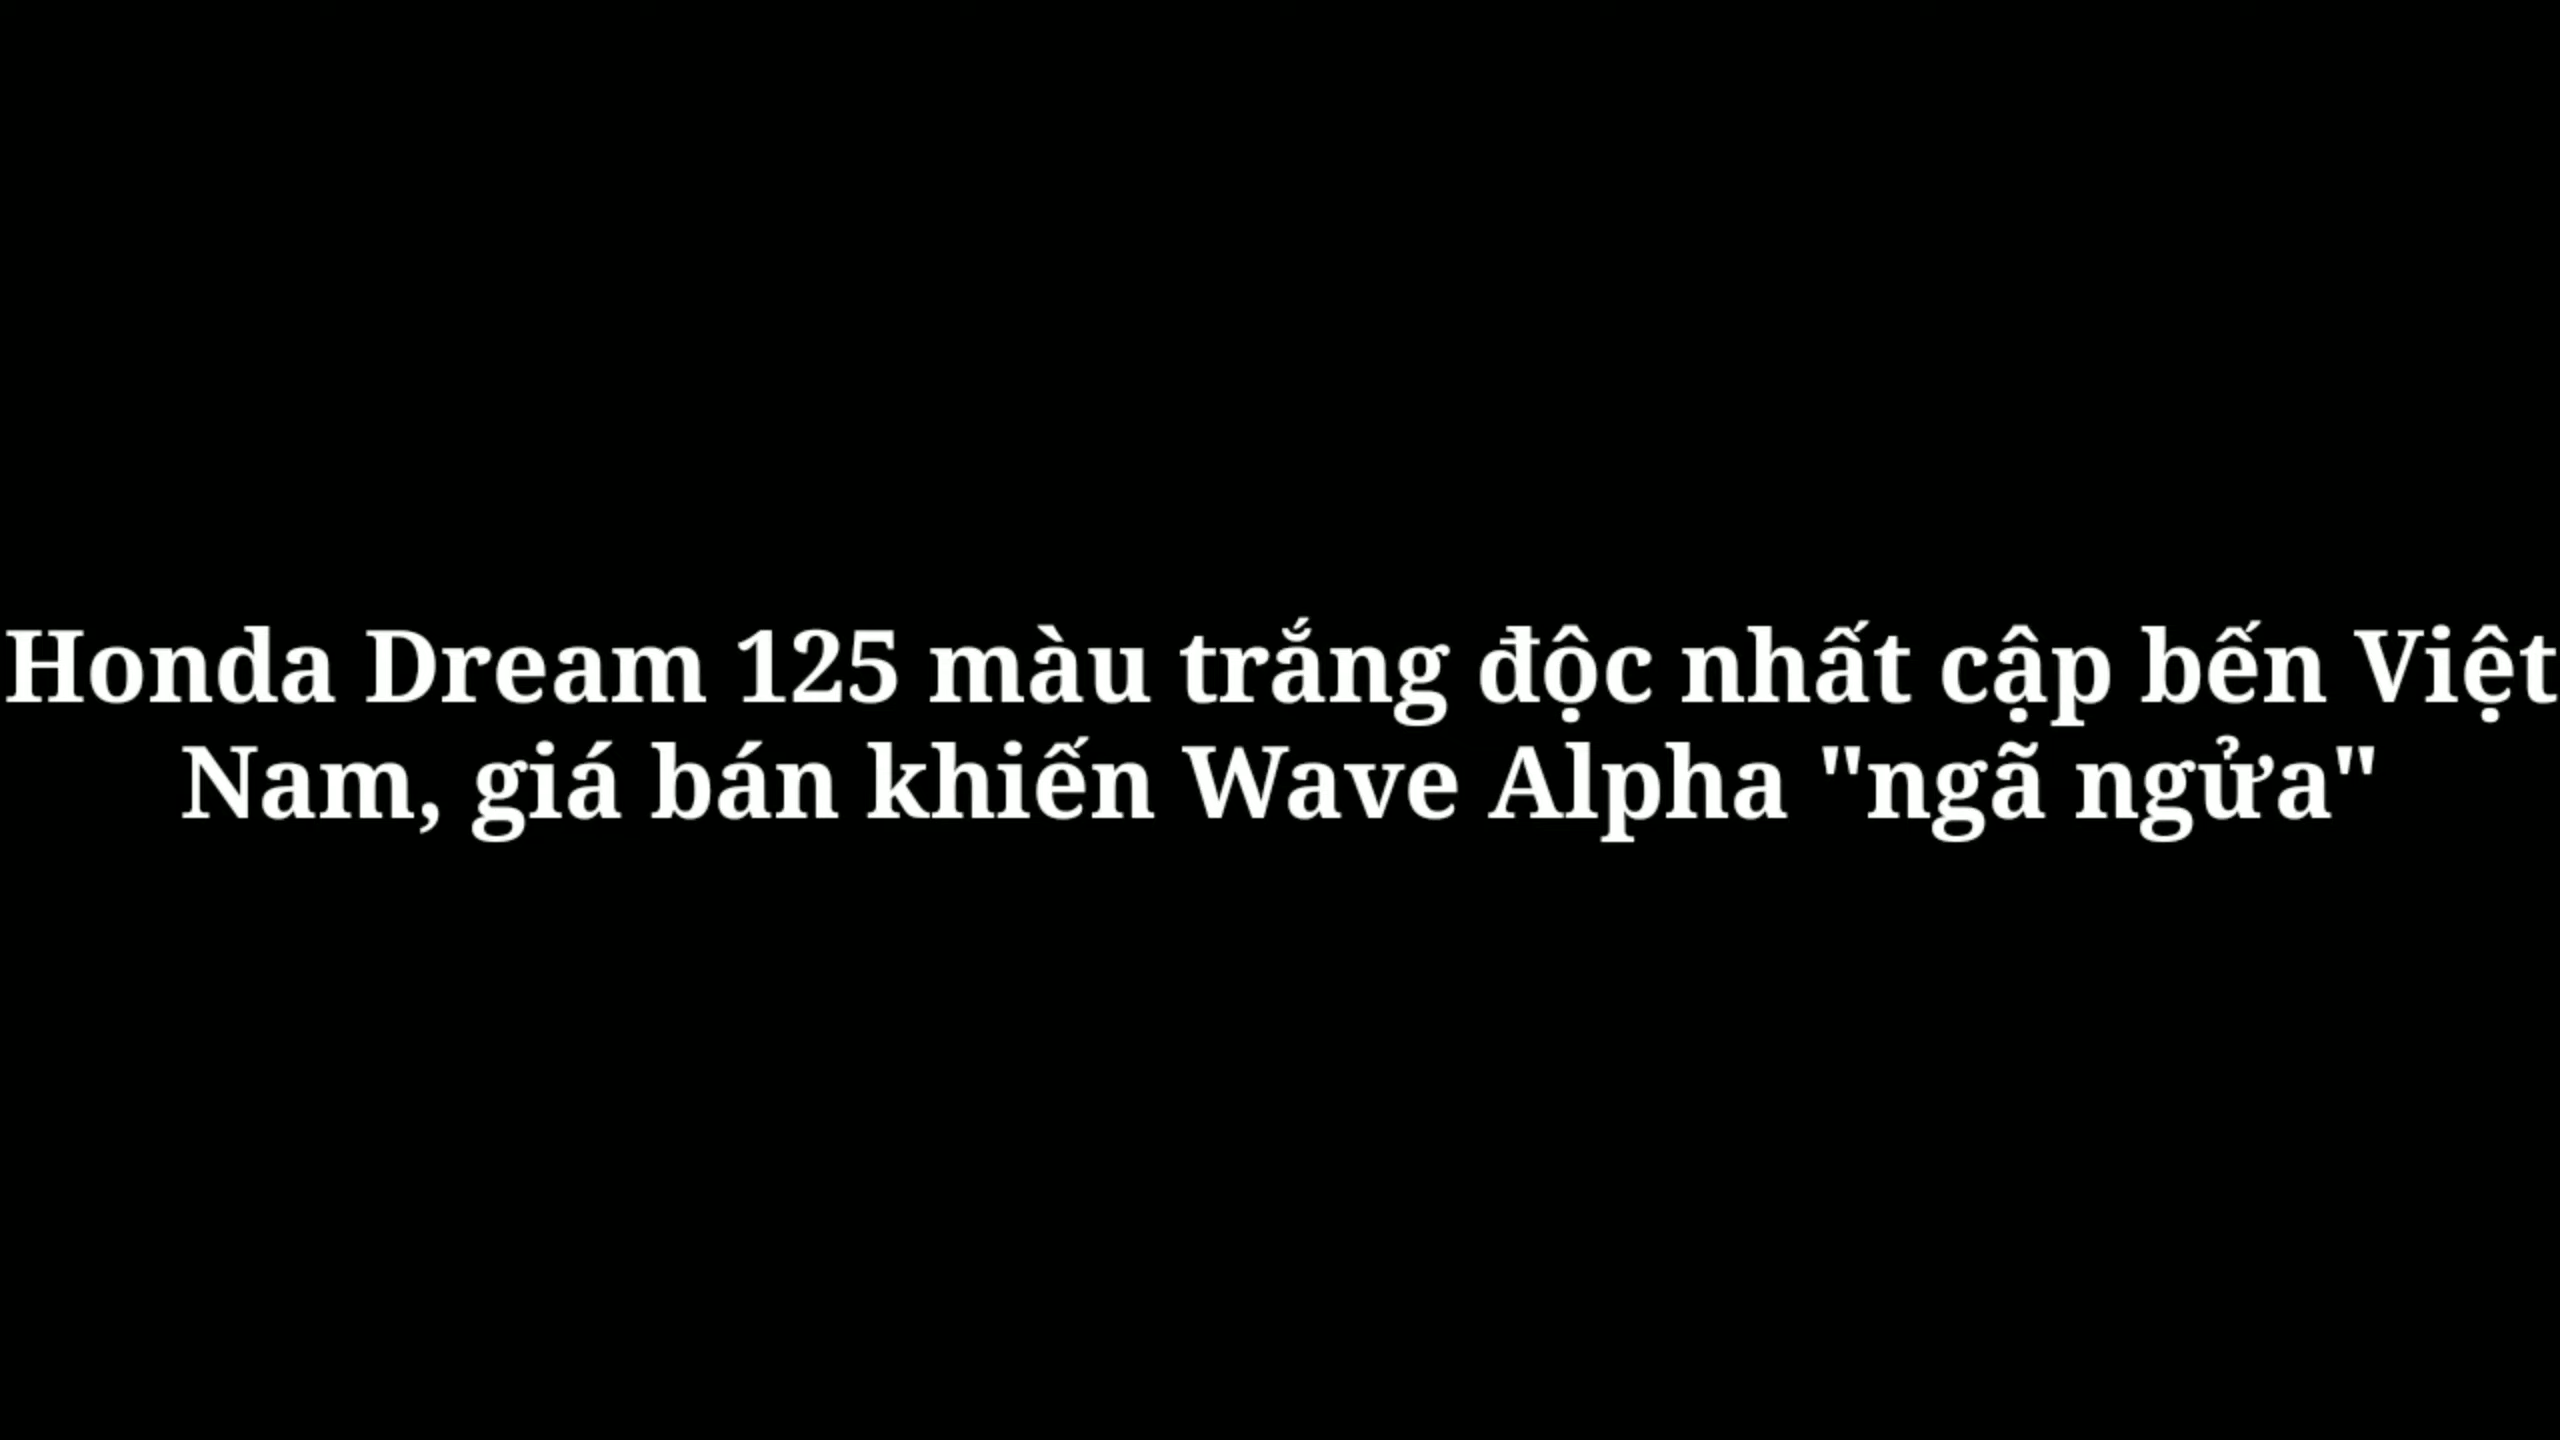 Honda Dream 125 màu trắng độc nhất cập bến Việt
Nam, giá bán khiến Wave Alpha "ngã ngửa"